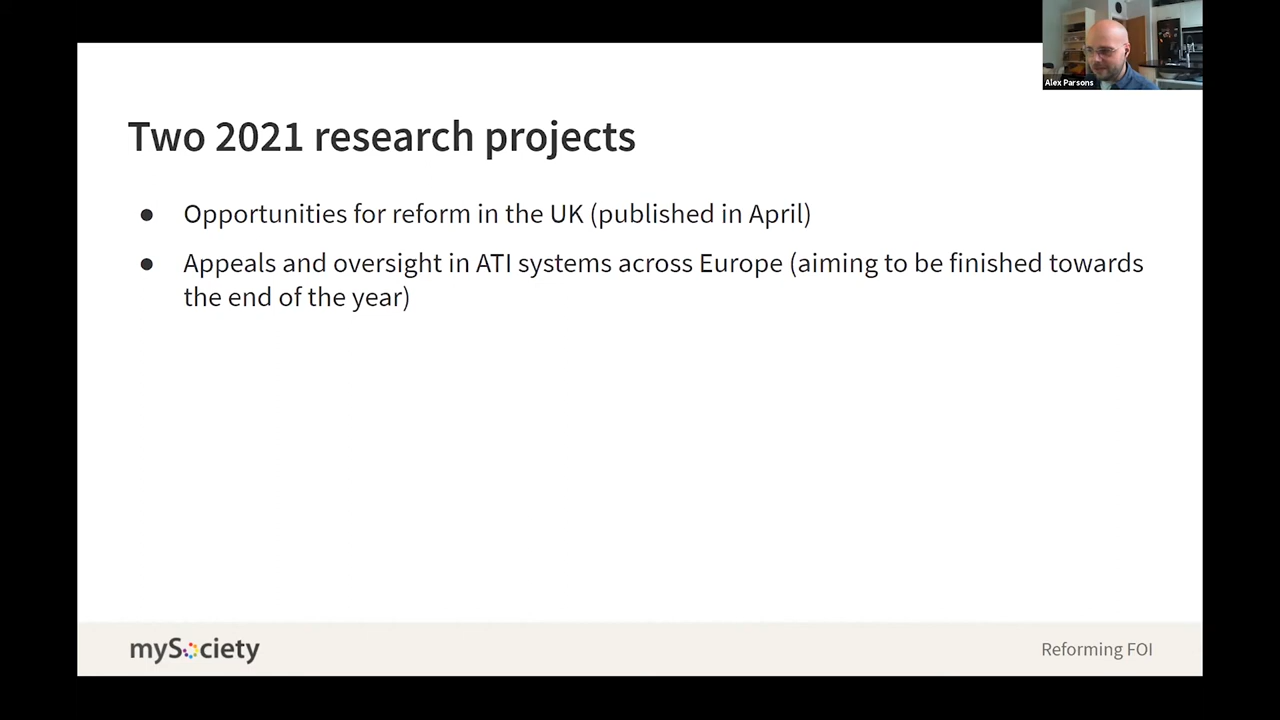 Alex Parsons
Two 2021 research projects
● Opportunities for reform in the UK (published in April)
● Appeals and oversight in ATI systems across Europe (aiming to be finished towards
the end of the year)
mySociety
Reforming FOI